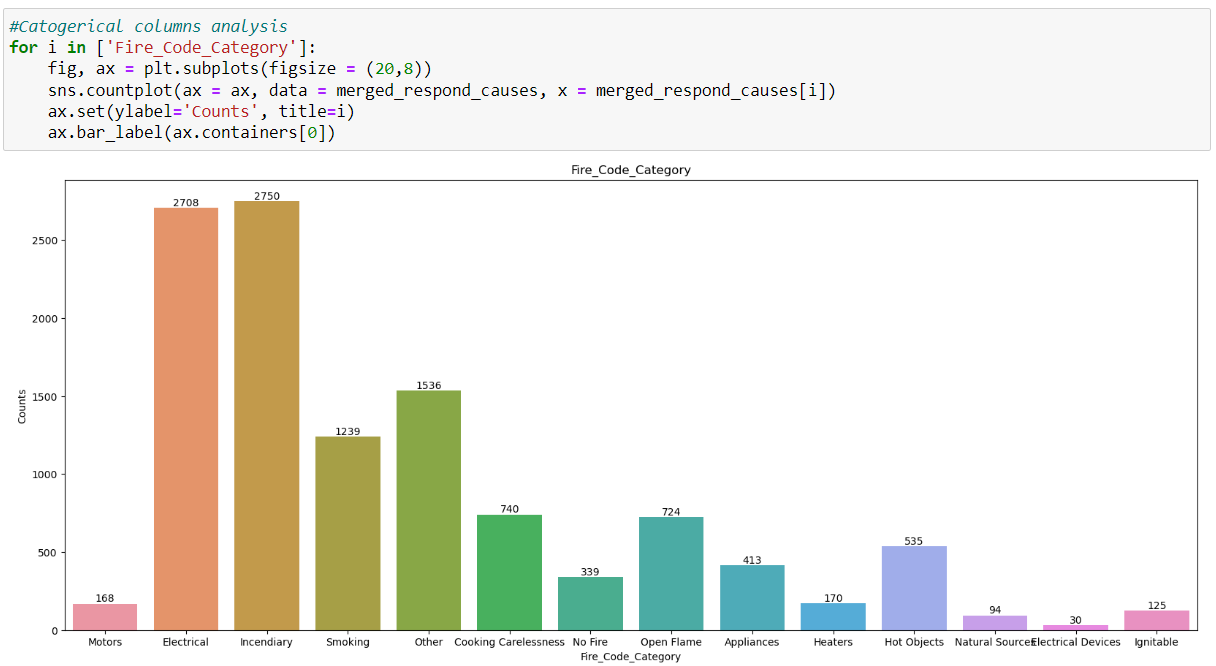 #Catogerical columns analysis
for i in ['Fire_Code_Category']:
    fig, ax = plt.subplots(figsize = (20,8))
    sns.countplot(ax = ax, data = merged_respond_causes, x = merged_respond_causes[i])
    ax.set(ylabel='Counts', title=i)
    ax.bar_label(ax.containers[0])
Fire_Code_Category
2708
2750
1239
1536
740
724
535
413
339
168
170
94
30
125
2500
2000
1500
1000
500
0
Counts
Motors Electrical Incendiary Smoking Other Cooking Carelessness No Fire Open Flame Appliances Heaters Hot Objects Natural Sources Electrical Devices Ignitable
Fire_Code_Category